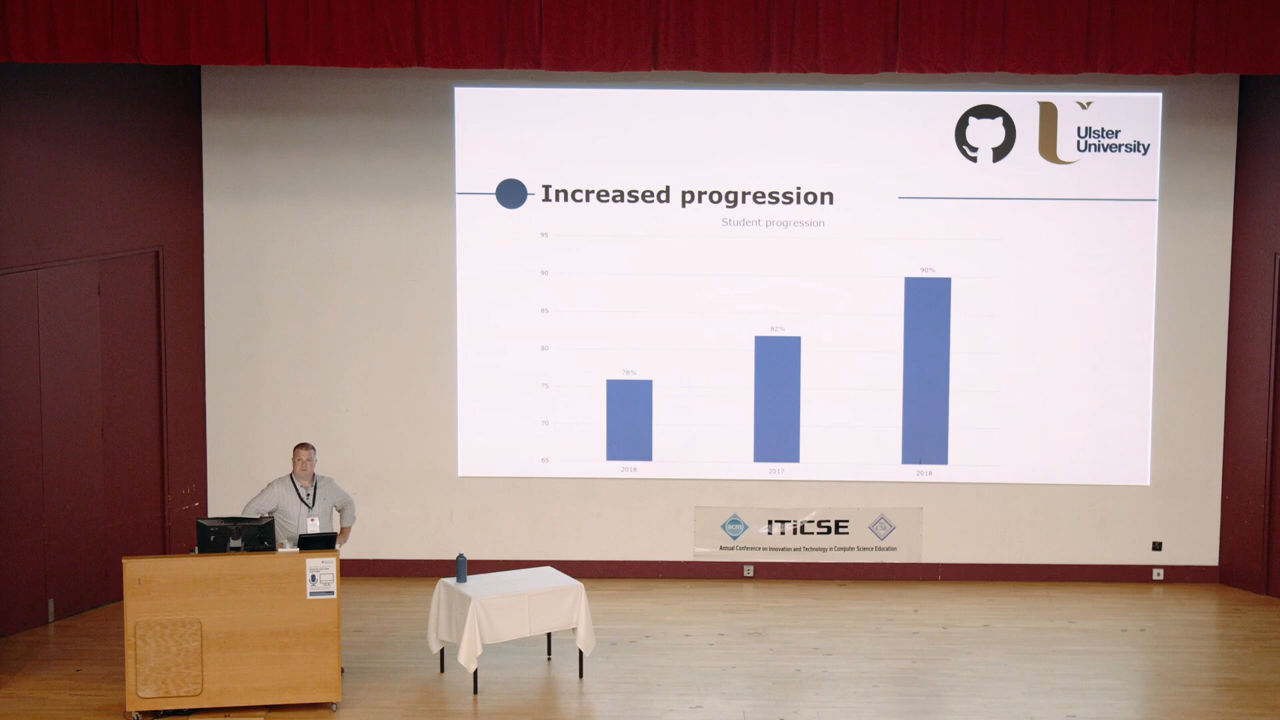 Ulster
University
Increased progression
Student progression
95
90
85
80
75
70
65
76%
82%
90%
2016
2017
2018
acm
ITiCSE
Annual Conference on Innovation and Technology in Computer Science Education